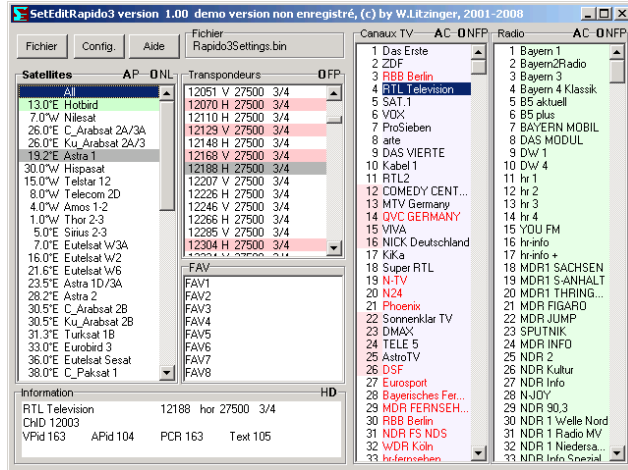 SetEditRapido3 version 1.00 demo version non enregistré, (c) by W.Litzinger, 2001-2008
Fichier
Config.
Aide
Fichier
Rapido3Settings.bin
Satellites AP ONL
All
13.0°E Hotbird
7.0°W Nilesat
26.0°E C_Arabsat 2A/3A
26.0°E Ku_Arabsat 2A/3
19.2°E Astra 1
30.0°W Hispasat
15.0°W Telstar 12
8.0°W Telecom 2D
4.0°W Amos 1-2
1.0°W Thor 2-3
5.0°E Sirius 2-3
7.0°E Eutelsat W3A
16.0°E Eutelsat W2
21.6°E Eutelsat W6
23.5°E Astra 1D/3A
28.2°E Astra 2
30.5°E C_Arabsat 2B
30.5°E Ku_Arabsat 2B
31.3°E Turksat 1B
33.0°E Eurobird 3
36.0°E Eutelsat Sesat
38.0°E C_Paksat 1
Transpondeurs OFP
12051 V 27500 3/4
12070 H 27500 3/4
12110 H 27500 3/4
12129 V 27500 3/4
12148 H 27500 3/4
12168 V 27500 3/4
12188 H 27500 3/4
12207 V 27500 3/4
12226 H 27500 3/4
12246 V 27500 3/4
12266 H 27500 3/4
12285 V 27500 3/4
12304 H 27500 3/4
12324 V 27500 3/4
FAV
FAV1
FAV2
FAV3
FAV4
FAV5
FAV6
FAV7
FAV8
Information HD
RTL Television 12188 hor 27500 3/4
ChID 12003
VPid 163 APid 104 PCR 163 Text 105
Canaux TV AC ONFP
1 Das Erste
2 ZDF
3 RBB Berlin
4 RTL Television
5 SAT.1
6 VOX
7 ProSieben
8 arte
9 DAS VIERTE
10 Kabel 1
11 RTL2
12 COMEDY CENT...
13 MTV Germany
14 QVC GERMANY
15 VIVA
16 NICK Deutschland
17 KiKa
18 Super RTL
19 N-TV
20 N24
21 Phoenix
22 Sonnenklar TV
23 DMAX
24 TELE 5
25 AstroTV
26 DSF
27 Eurosport
28 Bayerisches Fer...
29 MDR FERNSEH...
30 RBB Berlin
31 NDR FS NDS
32 WDR Köln
33 hr-fernsehen
Radio AC ONFP
1 Bayern 1
2 Bayern2Radio
3 Bayern 3
4 Bayern 4 Klassik
5 B5 aktuell
6 B5 plus
7 BAYERN MOBIL
8 DAS MODUL
9 DW 1
10 DW 4
11 hr 1
12 hr 2
13 hr 3
14 hr 4
15 YOU FM
16 hr-info
17 hr-info +
18 MDR1 SACHSEN
19 MDR1 S-ANHALT
20 MDR1 THRING...
21 MDR FIGARO
22 MDR JUMP
23 SPUTNIK
24 MDR INFO
25 NDR 2
26 NDR Kultur
27 NDR Info
28 N-JOY
29 NDR 90,3
30 NDR 1 Welle Nord
31 NDR 1 Radio MV
32 NDR 1 Niedersa...
33 NDR Info Spezial